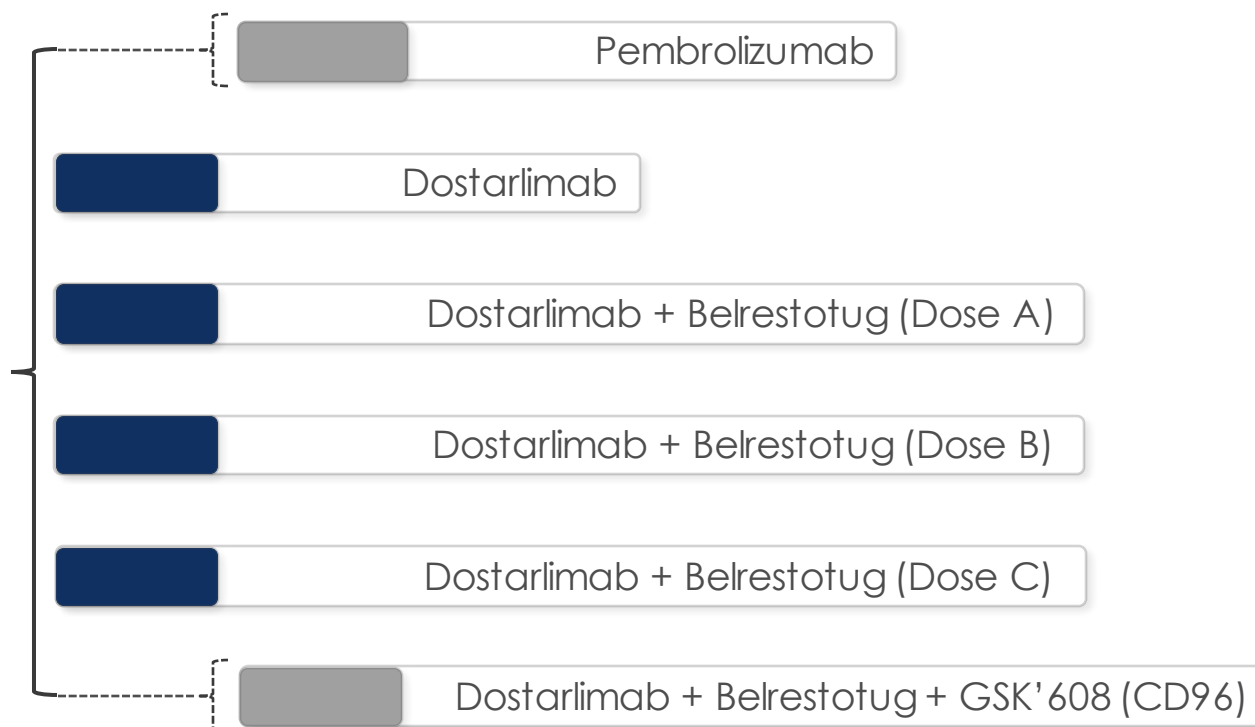 Pembrolizumab
Dostarlimab
Dostarlimab + Belrestotug (Dose A)
Dostarlimab + Belrestotug (Dose B)
Dostarlimab + Belrestotug (Dose C)
Dostarlimab + Belrestotug + GSK’608 (CD96)